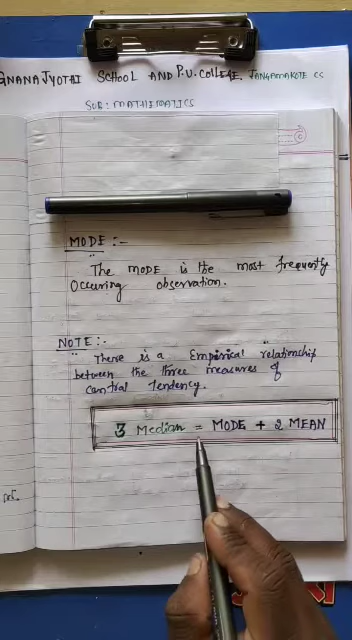 GNANAJYOTHI SCHOOL AND P.U. COLLEGE, JANGAMAKOTE CS
SUB: MATHEMATICS
MODE:-
"The MODE is the most frequently
Occuring observation.
NOTE:-
"There is a Empirical relationship"
between the three measures of
Central Tendency.
3 Median = MODE + 2 MEAN